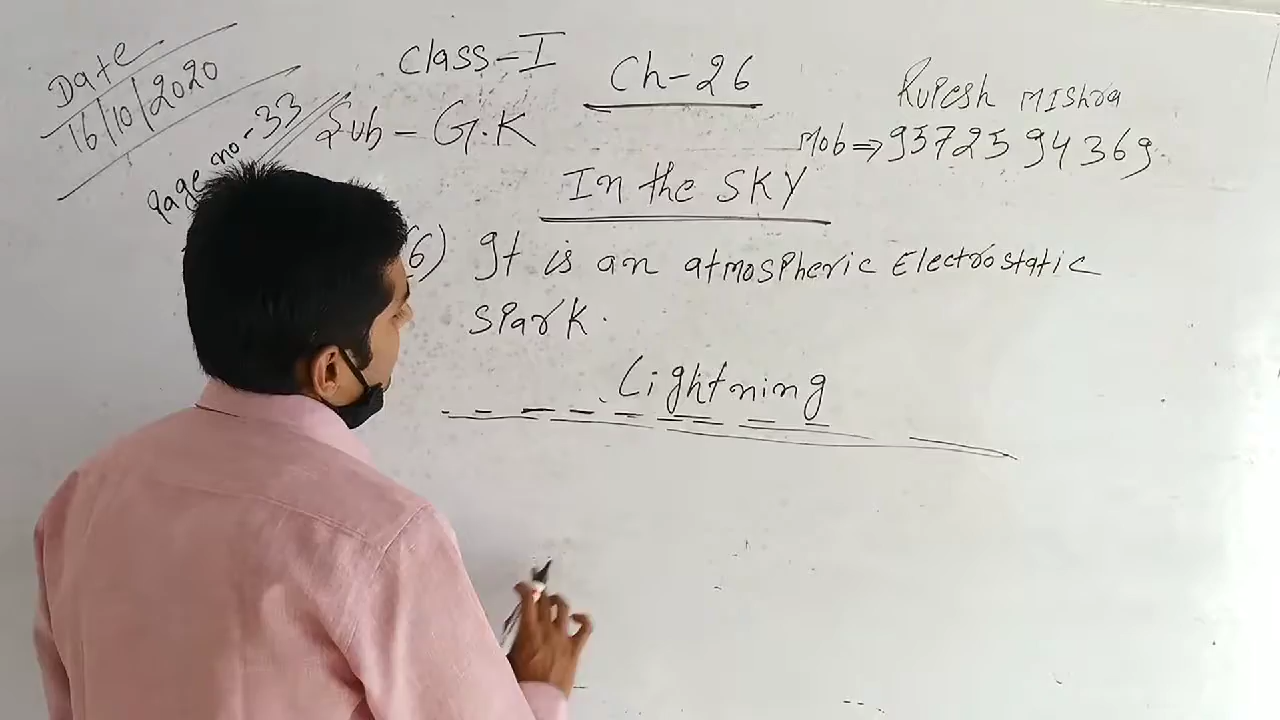 Date
16/10/2020
Page no. 33
Class-I
Sub - G.K
Ch-26
Rupesh Mishra
Mob ⇒ 9572594369.
In the SKY
6) It is an atmospheric Electrostatic
Spark.
Lightning